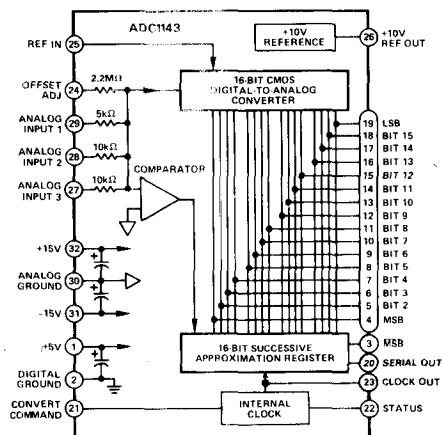 ADC1143
REF IN 25
+10V
REFERENCE
26 +10V
REF OUT
OFFSET
ADJ 24 2.2MΩ
16-BIT CMOS
DIGITAL-TO-ANALOG
CONVERTER
ANALOG
INPUT 1 29 5kΩ
ANALOG
INPUT 2 28 10kΩ
ANALOG
INPUT 3 27 10kΩ
COMPARATOR
19 LSB
18 BIT 15
17 BIT 14
16 BIT 13
15 BIT 12
14 BIT 11
13 BIT 10
12 BIT 9
11 BIT 8
10 BIT 7
9 BIT 6
8 BIT 5
7 BIT 4
6 BIT 3
5 BIT 2
4 MSB
+15V 32
+
ANALOG
GROUND 30
+
-15V 31
+5V 1
+
DIGITAL
GROUND 2
16-BIT SUCCESSIVE
APPROXIMATION REGISTER
3 MSB
20 SERIAL OUT
23 CLOCK OUT
CONVERT
COMMAND 21
INTERNAL
CLOCK
22 STATUS